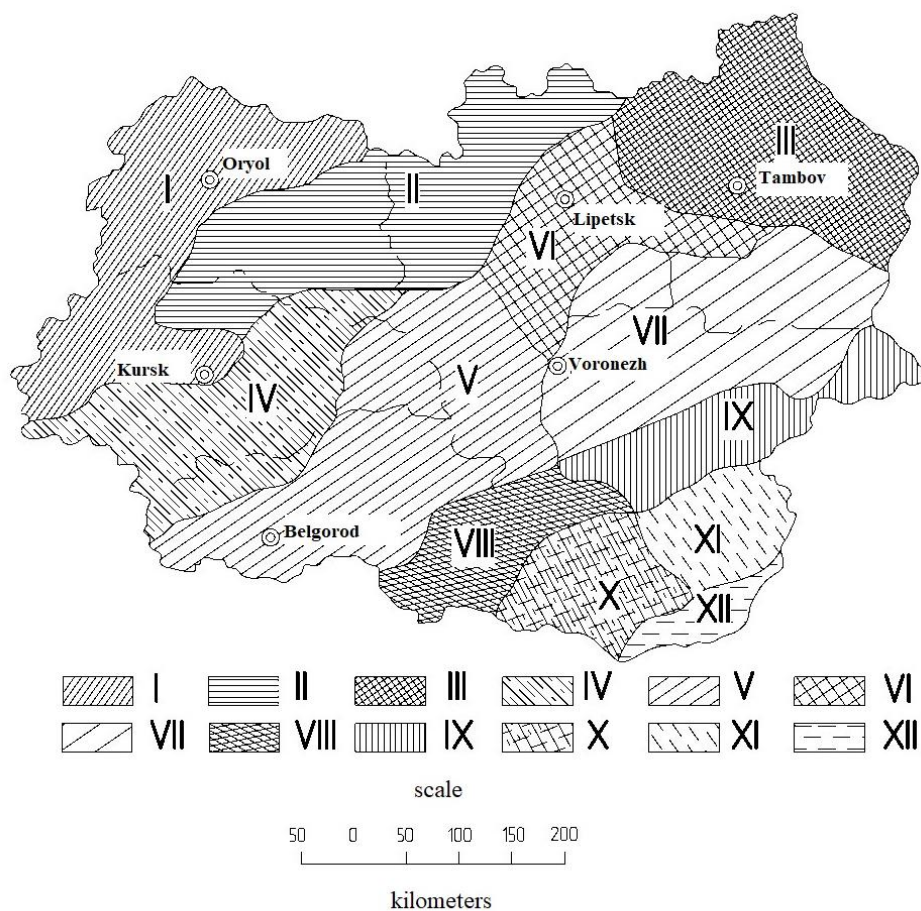 III
Oryol
I
II
Tambov
Lipetsk
VI
VII
Kursk
Voronezh
V
IV
IX
Belgorod
VIII
XI
X
XII
I II III IV V VI
VII VIII IX X XI XII
scale
50 0 50 100 150 200
kilometers